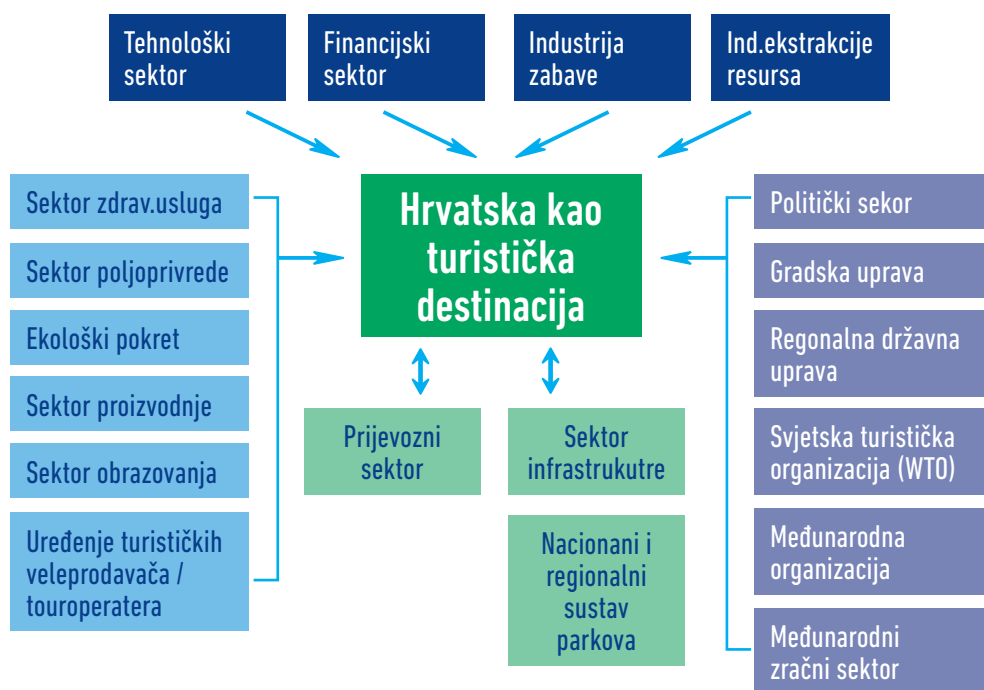 Tehnološki
sektor
Financijski
sektor
Industrija
zabave
Ind.ekstrakcije
resursa
Hrvatska kao
turistička
destinacija
Sektor zdrav.usluga
Sektor poljoprivrede
Ekološki pokret
Sektor proizvodnje
Sektor obrazovanja
Uređenje turističkih
veleprodavača /
touroperatera
Prijevozni
sektor
Sektor
infrastrukutre
Nacionani i
regionalni
sustav
parkova
Politički sekor
Gradska uprava
Regonalna državna
uprava
Svjetska turistička
organizacija (WTO)
Međunarodna
organizacija
Međunarodni
zračni sektor